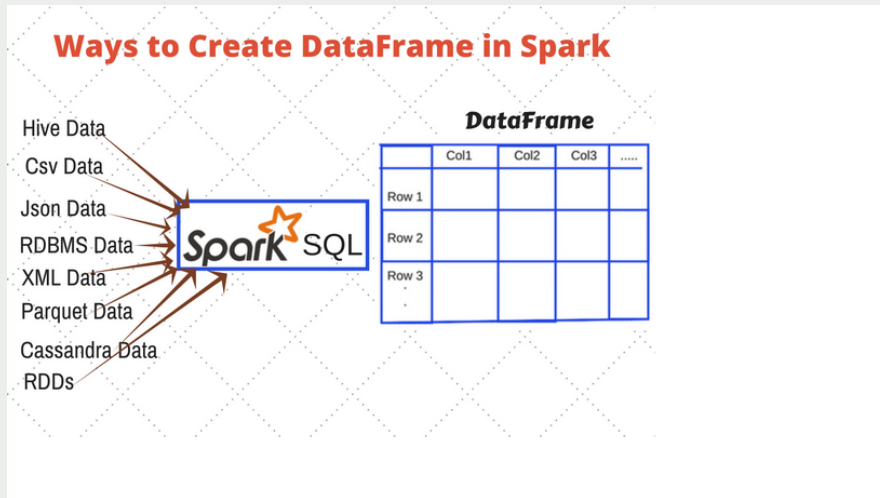 Ways to Create DataFrame in Spark
Hive Data
Csv Data
Json Data
RDBMS Data
XML Data
Parquet Data
Cassandra Data
RDDs
Spark SQL
DataFrame
Col1 Col2 Col3 .....
Row 1
Row 2
Row 3
.
.